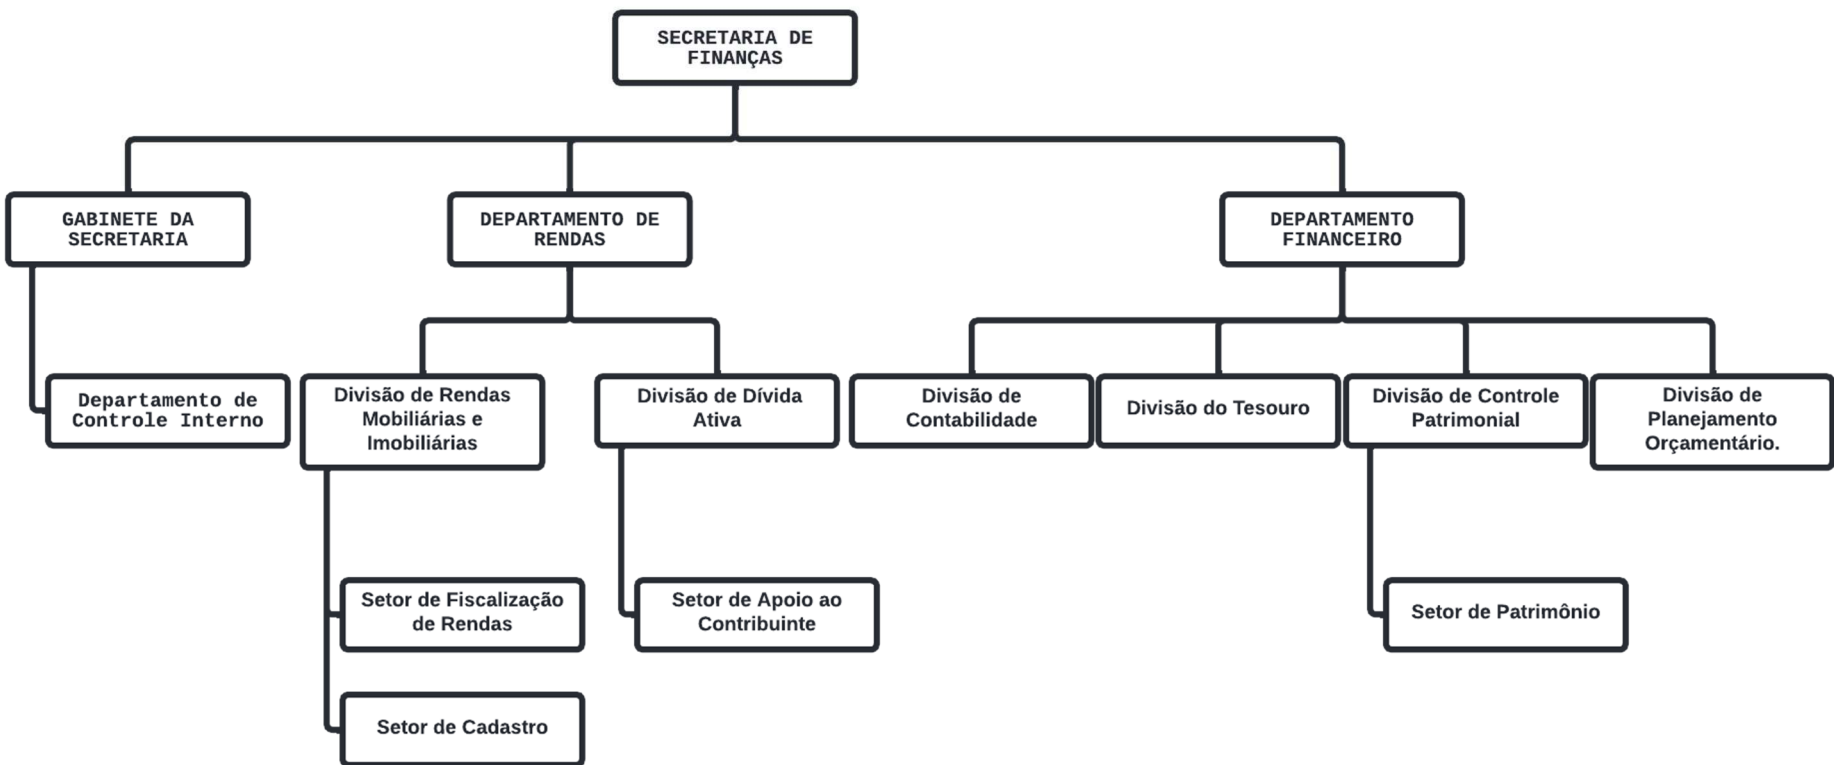 SECRETARIA DE
FINANÇAS
GABINETE DA
SECRETARIA
DEPARTAMENTO DE
RENDAS
DEPARTAMENTO
FINANCEIRO
Departamento de
Controle Interno
Divisão de Rendas
Mobiliárias e
Imobiliárias
Divisão de Dívida
Ativa
Divisão de
Contabilidade
Divisão do Tesouro
Divisão de Controle
Patrimonial
Divisão de
Planejamento
Orçamentário.
Setor de Fiscalização
de Rendas
Setor de Apoio ao
Contribuinte
Setor de Patrimônio
Setor de Cadastro